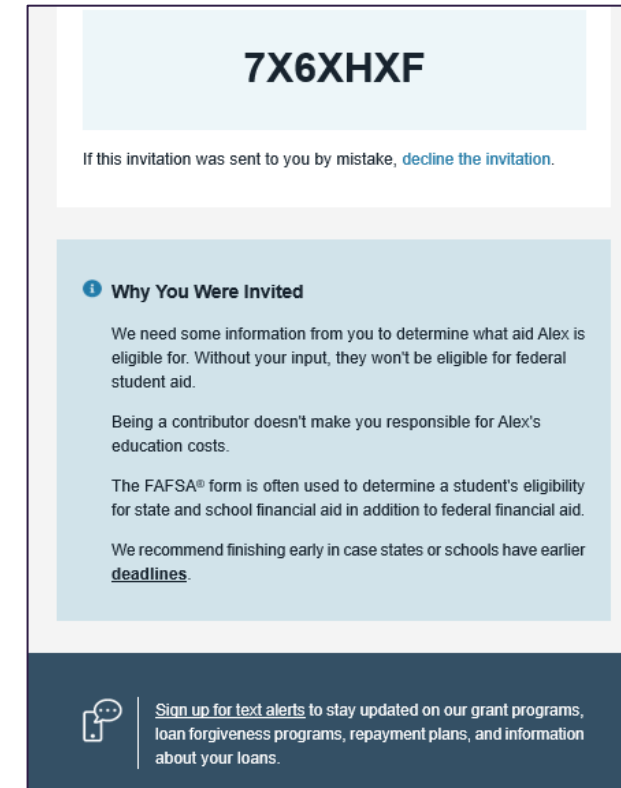 7X6XHXF
If this invitation was sent to you by mistake, decline the invitation.
Why You Were Invited
We need some information from you to determine what aid Alex is
eligible for. Without your input, they won't be eligible for federal
student aid.
Being a contributor doesn't make you responsible for Alex's
education costs.
The FAFSA® form is often used to determine a student's eligibility
for state and school financial aid in addition to federal financial aid.
We recommend finishing early in case states or schools have earlier
deadlines.
Sign up for text alerts to stay updated on our grant programs,
loan forgiveness programs, repayment plans, and information
about your loans.